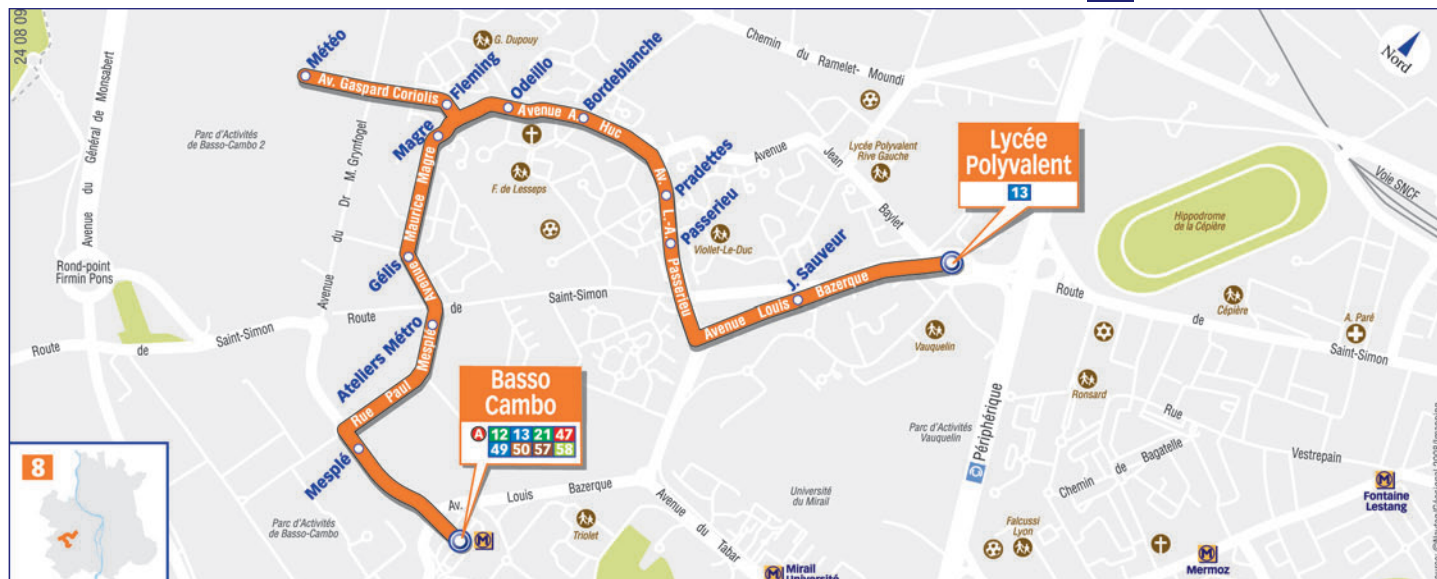 24 08 09
Avenue du Général de Monsabert
Parc d'Activités
de Basso-Cambo 2
Rond-point
Firmin Pons
Route de Saint-Simon
Avenue du Dr M. Grynfogel
Météo
Av. Gaspard Coriolis
Fleming
G. Dupouy
Odeillo
Avenue A. Huc
Bordeblanche
Magre
Avenue Maurice Magre
F. de Lesseps
Gélis
Route de Saint-Simon
Ateliers Métro
Rue Paul Mesplé
Mesplé
Basso
Cambo
A 12 13 21 47
49 50 57 58
M
Parc d'Activités
de Basso-Cambo
8
Av. Louis Bazerque
Triolet
Avenue du Tabar
M Mirail
Université
Université
du Mirail
Chemin du Ramelet-Moundi
Avenue Jean Baylet
Lycée Polyvalent
Rive Gauche
Pradettes
Passerieu
Av. L.-A. Passerieu
Viollet-Le-Duc
J. Sauveur
Avenue Louis Bazerque
Lycée
Polyvalent
13
Nord
Voie SNCF
Hippodrome
de la Cépière
Route de Saint-Simon
Cépière
A. Paré
Vauquelin
Ronsard
Périphérique
Parc d'Activités
Vauquelin
Rue Vestrepain
Chemin de Bagatelle
Falcussi
Lyon
M
Mermoz
M
Fontaine
Lestang